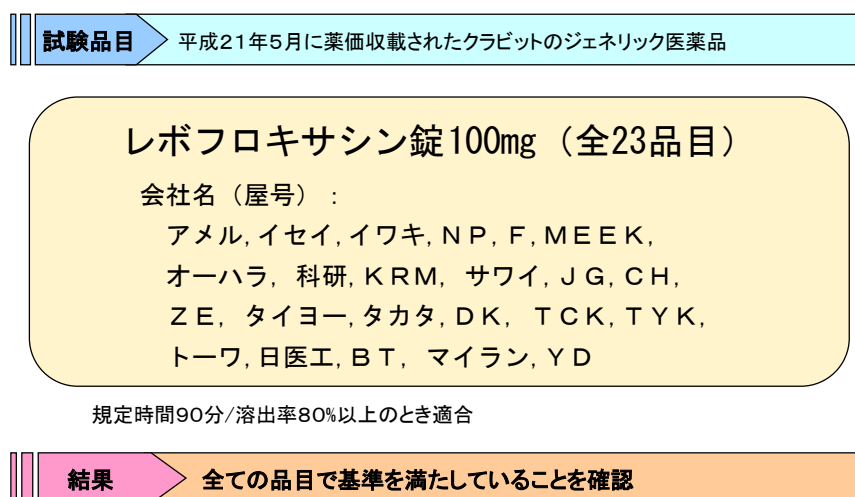 試験品目 平成21年5月に薬価収載されたクラビットのジェネリック医薬品
レボフロキサシン錠100mg（全23品目）
会社名（屋号）：
アメル,イセイ,イワキ,ＮＰ,Ｆ,ＭＥＥＫ,
オーハラ, 科研,ＫＲＭ, サワイ,ＪＧ,ＣＨ,
ＺＥ, タイヨー,タカタ,ＤＫ, ＴＣＫ,ＴＹＫ,
トーワ,日医工,ＢＴ, マイラン,ＹＤ
規定時間90分/溶出率80%以上のとき適合
結果 全ての品目で基準を満たしていることを確認